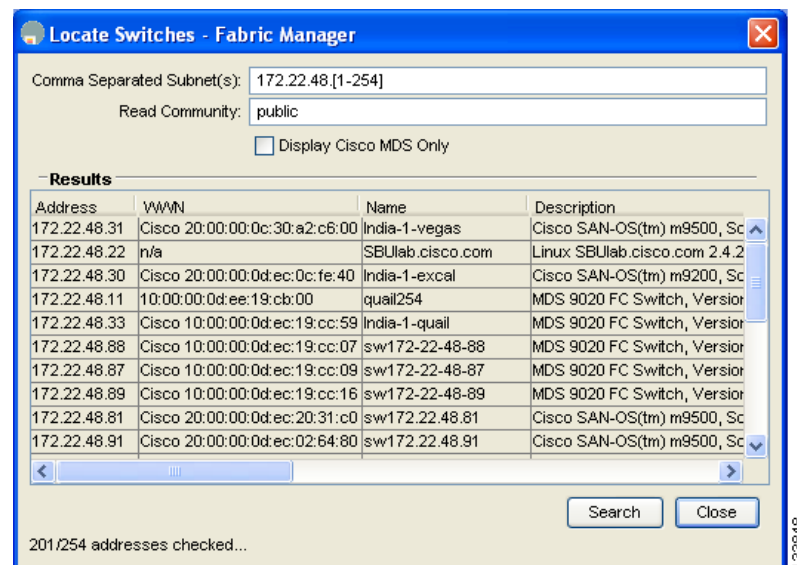 Locate Switches - Fabric Manager
Comma Separated Subnet(s): 172.22.48.[1-254]
Read Community: public
Display Cisco MDS Only
Results
Address WWN Name Description
172.22.48.31 Cisco 20:00:00:0c:30:a2:c6:00 India-1-vegas Cisco SAN-OS(tm) m9500, Sc
172.22.48.22 n/a SBUlab.cisco.com Linux SBUlab.cisco.com 2.4.2
172.22.48.30 Cisco 20:00:00:0d:ec:0c:fe:40 India-1-excal Cisco SAN-OS(tm) m9200, Sc
172.22.48.11 10:00:00:0d:ee:19:cb:00 quail254 MDS 9020 FC Switch, Version
172.22.48.33 Cisco 10:00:00:0d:ec:19:cc:59 India-1-quail MDS 9020 FC Switch, Version
172.22.48.88 Cisco 10:00:00:0d:ec:19:cc:07 sw172-22-48-88 MDS 9020 FC Switch, Version
172.22.48.87 Cisco 10:00:00:0d:ec:19:cc:09 sw172-22-48-87 MDS 9020 FC Switch, Version
172.22.48.89 Cisco 10:00:00:0d:ec:19:cc:16 sw172-22-48-89 MDS 9020 FC Switch, Version
172.22.48.81 Cisco 20:00:00:0d:ec:20:31:c0 sw172.22.48.81 Cisco SAN-OS(tm) m9500, Sc
172.22.48.91 Cisco 20:00:00:0d:ec:02:64:80 sw172.22.48.91 Cisco SAN-OS(tm) m9500, Sc
Search Close
201/254 addresses checked...